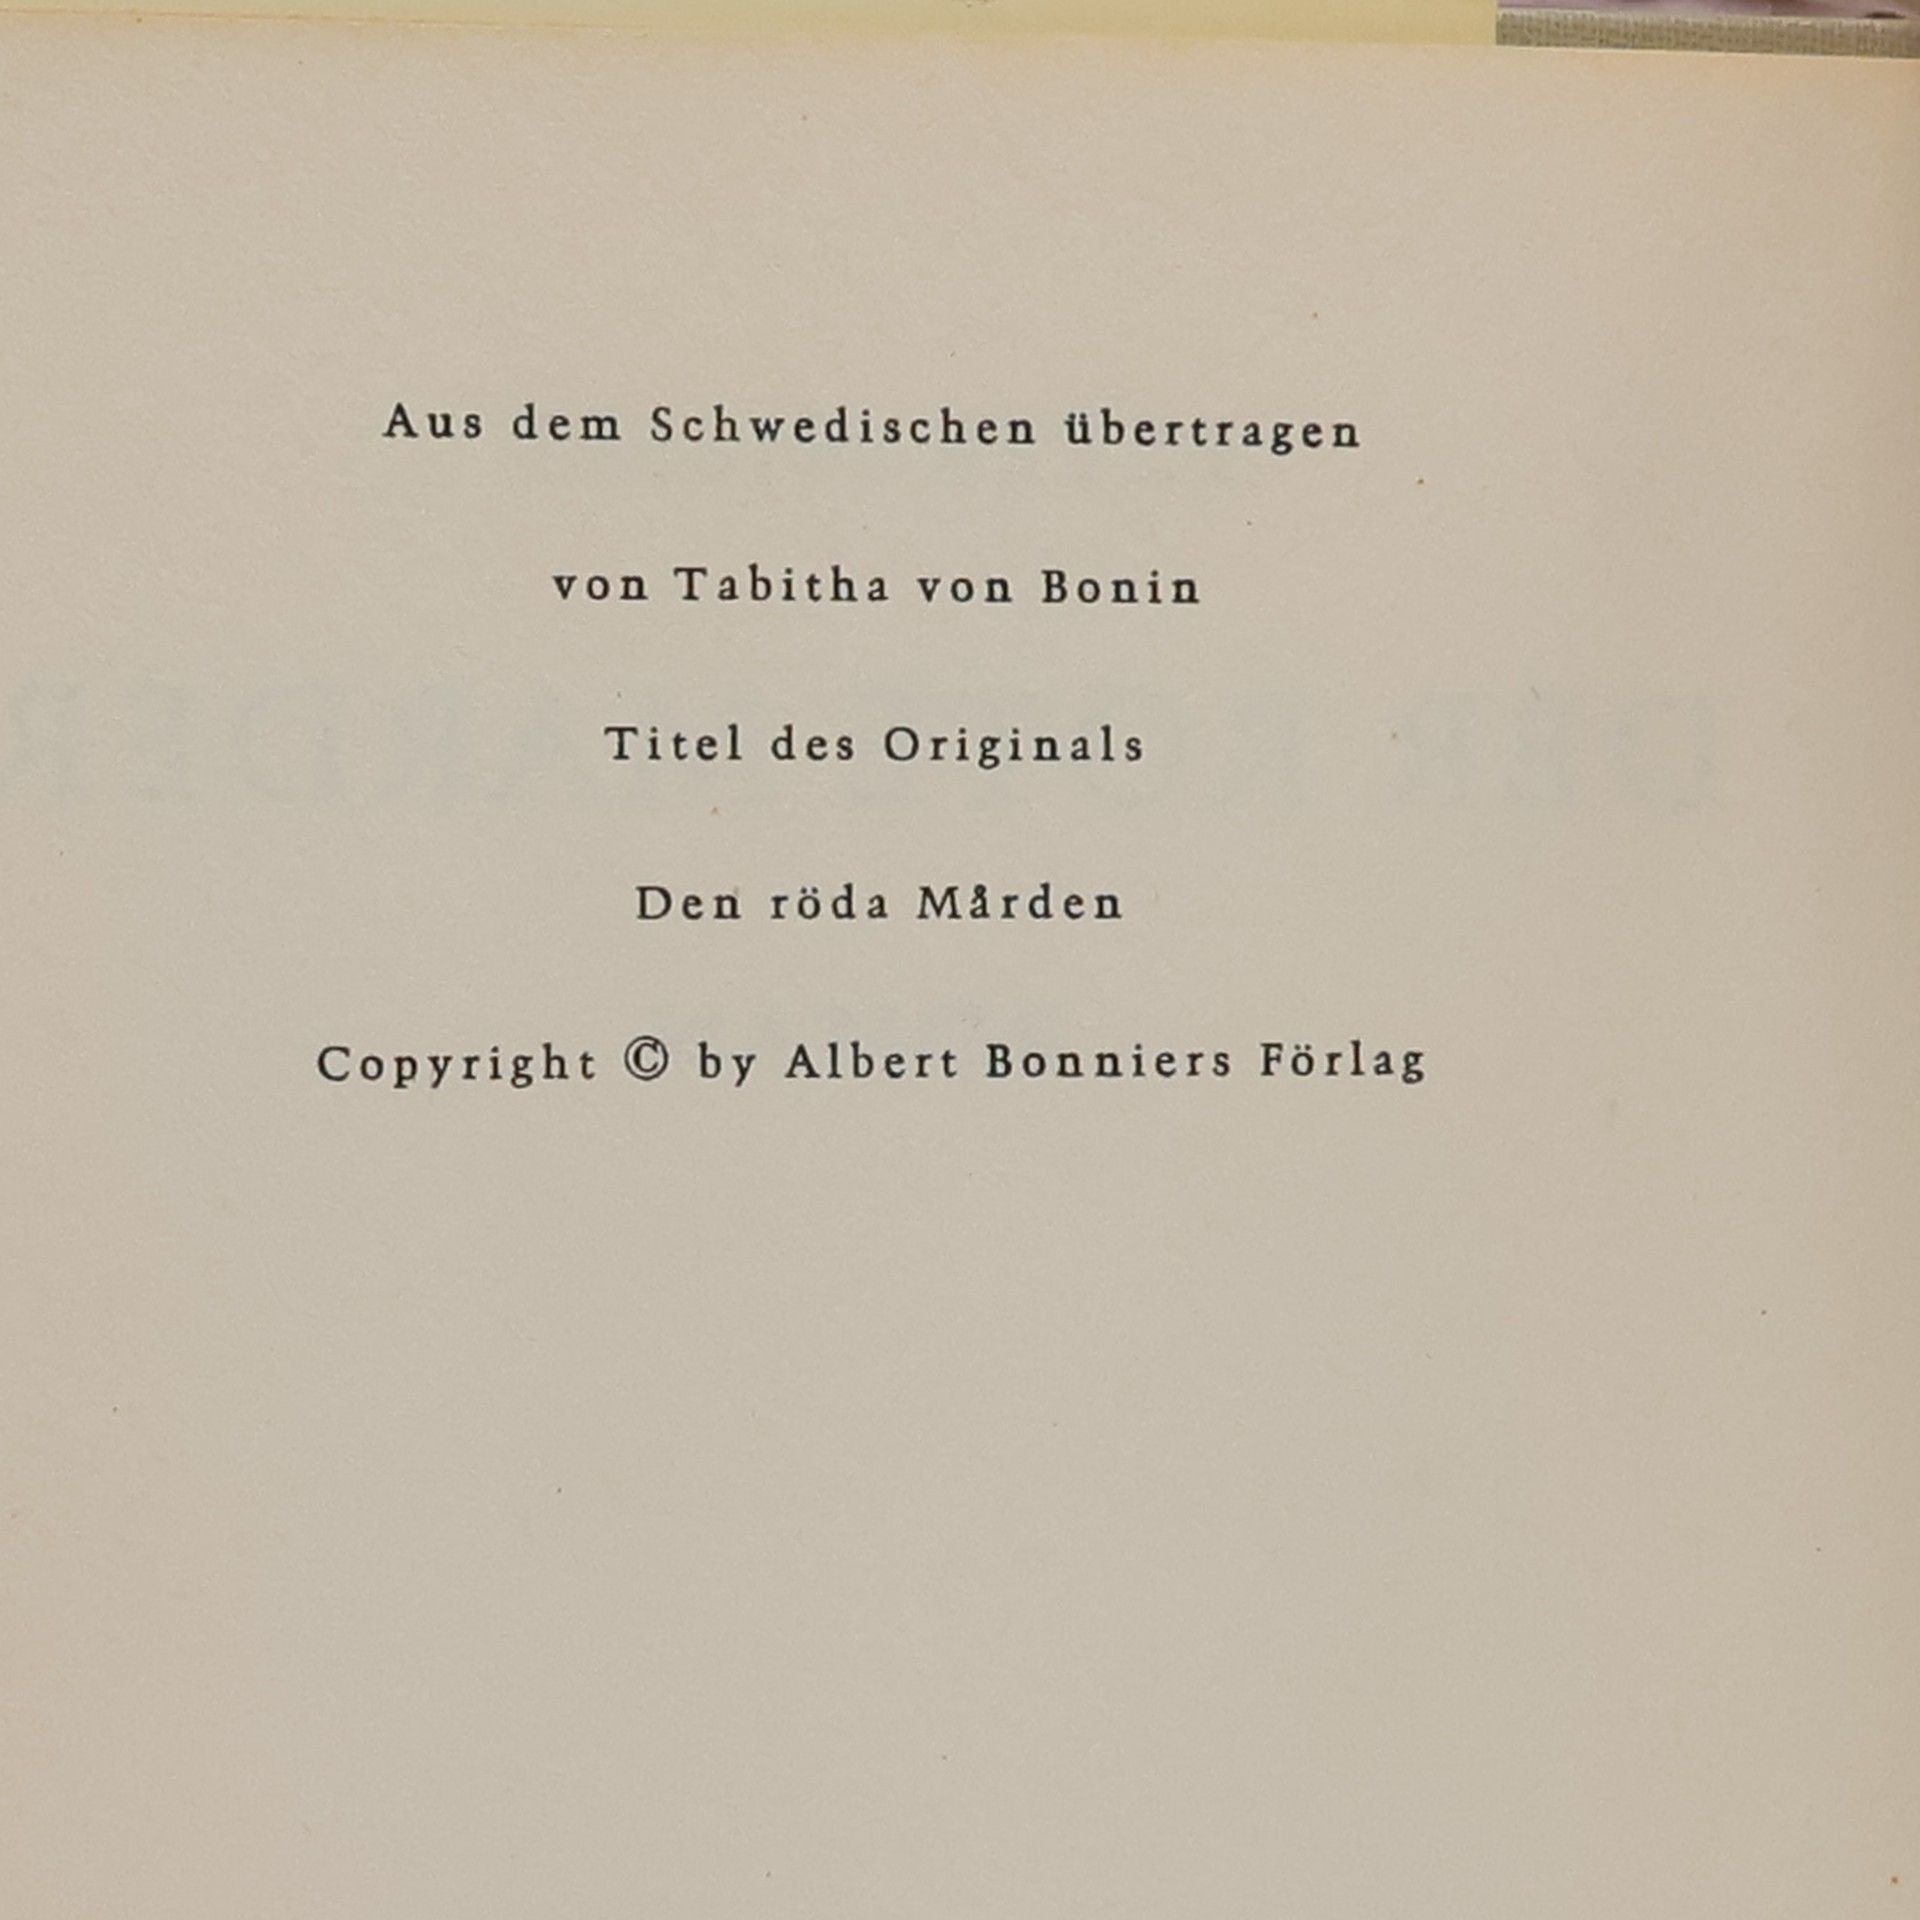 Aus dem Schwedischen übertragen
von Tabitha von Bonin
Titel des Originals
Den röda Mården
Copyright © by Albert Bonniers Förlag